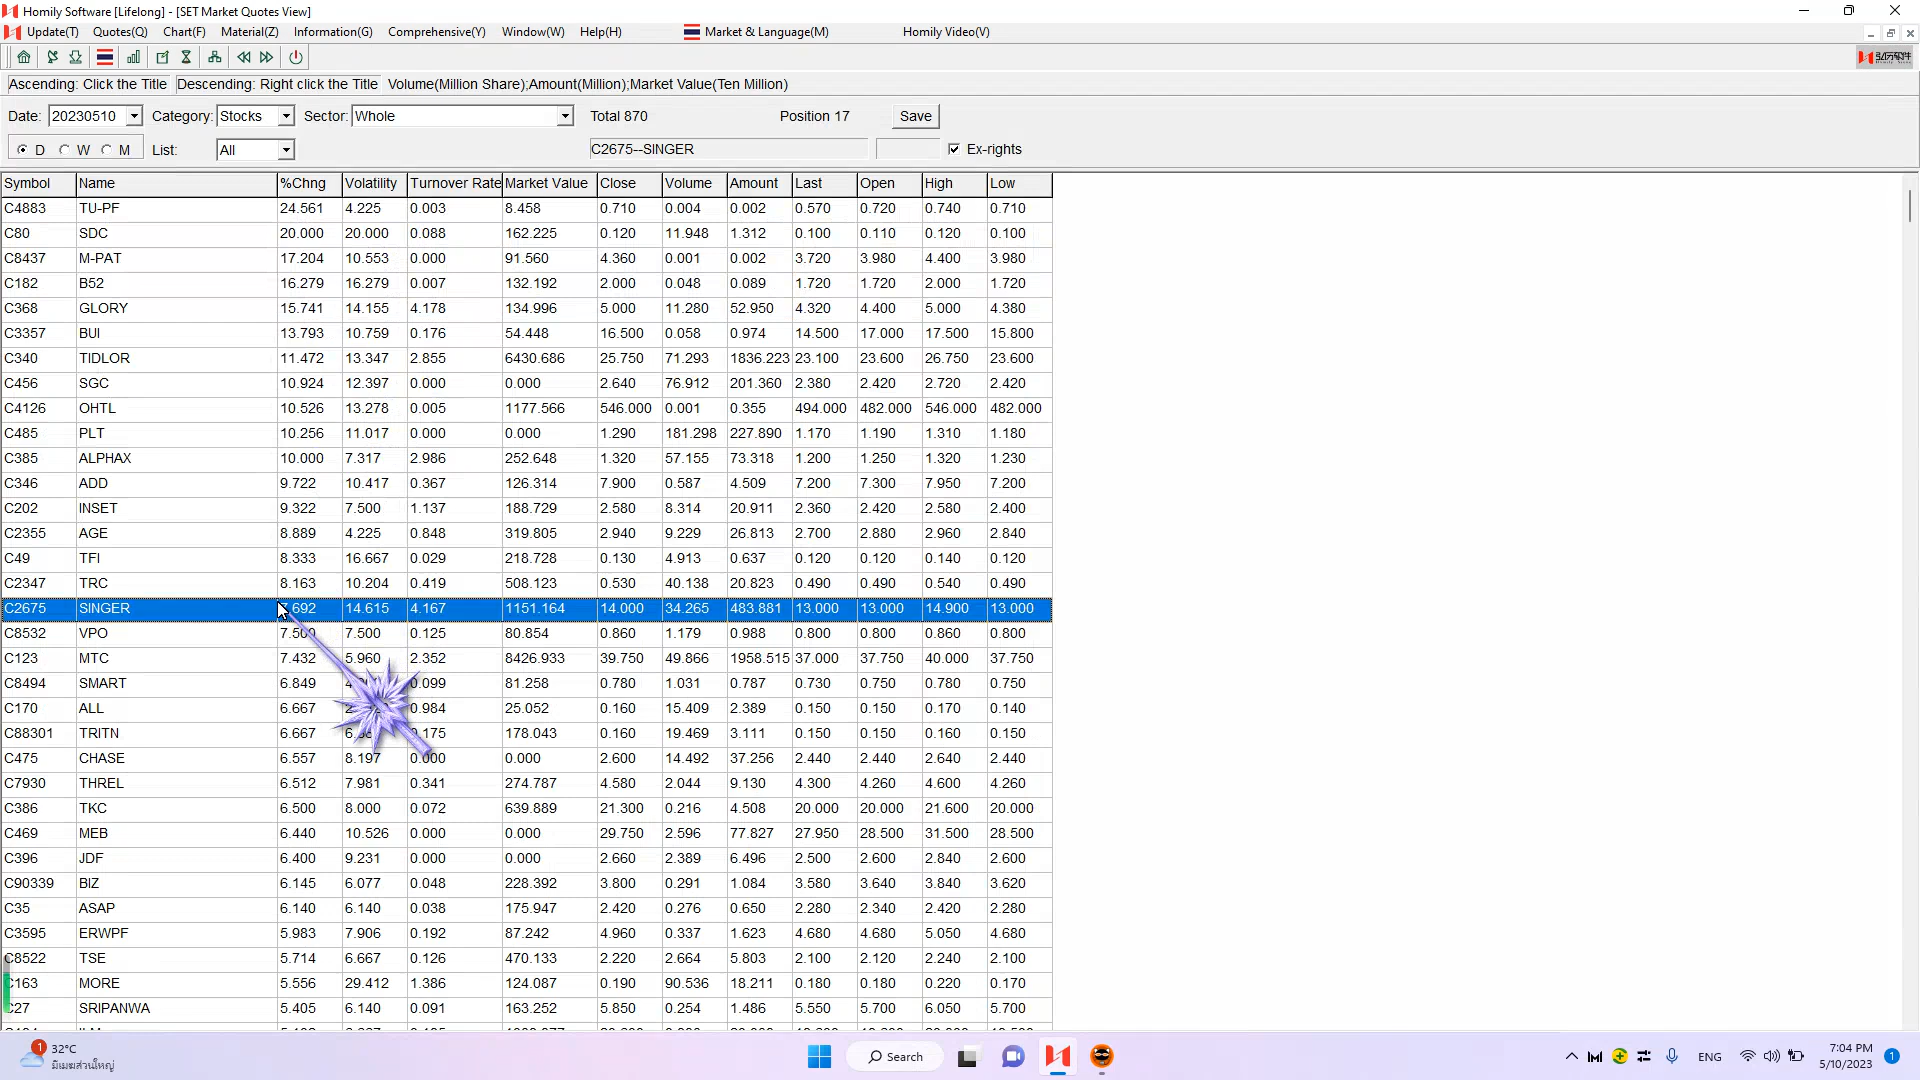 Homily Software [Lifelong] - [SET Market Quotes View]
Update(T) Quotes(Q) Chart(F) Material(Z) Information(G) Comprehensive(Y) Window(W) Help(H) Market & Language(M) Homily Video(V)
Ascending: Click the Title Descending: Right click the Title Volume(Million Share);Amount(Million);Market Value(Ten Million)
Date: 20230510 Category: Stocks Sector: Whole Total 870 Position 17 Save
D W M List: All C2675--SINGER Ex-rights
Symbol Name %Chng Volatility Turnover Rate Market Value Close Volume Amount Last Open High Low
C4883 TU-PF 24.561 4.225 0.003 8.458 0.710 0.004 0.002 0.570 0.720 0.740 0.710
C80 SDC 20.000 20.000 0.088 162.225 0.120 11.948 1.312 0.100 0.110 0.120 0.100
C8437 M-PAT 17.204 10.553 0.000 91.560 4.360 0.001 0.002 3.720 3.980 4.400 3.980
C182 B52 16.279 16.279 0.007 132.192 2.000 0.048 0.089 1.720 1.720 2.000 1.720
C368 GLORY 15.741 14.155 4.178 134.996 5.000 11.280 52.950 4.320 4.400 5.000 4.380
C3357 BUI 13.793 10.759 0.176 54.448 16.500 0.058 0.974 14.500 17.000 17.500 15.800
C340 TIDLOR 11.472 13.347 2.855 6430.686 25.750 71.293 1836.223 23.100 23.600 26.750 23.600
C456 SGC 10.924 12.397 0.000 0.000 2.640 76.912 201.360 2.380 2.420 2.720 2.420
C4126 OHTL 10.526 13.278 0.005 1177.566 546.000 0.001 0.355 494.000 482.000 546.000 482.000
C485 PLT 10.256 11.017 0.000 0.000 1.290 181.298 227.890 1.170 1.190 1.310 1.180
C385 ALPHAX 10.000 7.317 2.986 252.648 1.320 57.155 73.318 1.200 1.250 1.320 1.230
C346 ADD 9.722 10.417 0.367 126.314 7.900 0.587 4.509 7.200 7.300 7.950 7.200
C202 INSET 9.322 7.500 1.137 188.729 2.580 8.314 20.911 2.360 2.420 2.580 2.400
C2355 AGE 8.889 4.225 0.848 319.805 2.940 9.229 26.813 2.700 2.880 2.960 2.840
C49 TFI 8.333 16.667 0.029 218.728 0.130 4.913 0.637 0.120 0.120 0.140 0.120
C2347 TRC 8.163 10.204 0.419 508.123 0.530 40.138 20.823 0.490 0.490 0.540 0.490
C2675 SINGER .692 14.615 4.167 1151.164 14.000 34.265 483.881 13.000 13.000 14.900 13.000
C8532 VPO 7.500 7.500 0.125 80.854 0.860 1.179 0.988 0.800 0.800 0.860 0.800
C123 MTC 7.432 5.960 2.352 8426.933 39.750 49.866 1958.515 37.000 37.750 40.000 37.750
C8494 SMART 6.849 0.099 81.258 0.780 1.031 0.787 0.730 0.750 0.780 0.750
C170 ALL 6.667 0.984 25.052 0.160 15.409 2.389 0.150 0.150 0.170 0.140
C88301 TRITN 6.667 0.175 178.043 0.160 19.469 3.111 0.150 0.150 0.160 0.150
C475 CHASE 6.557 8.197 0.000 0.000 2.600 14.492 37.256 2.440 2.440 2.640 2.440
C7930 THREL 6.512 7.981 0.341 274.787 4.580 2.044 9.130 4.300 4.260 4.600 4.260
C386 TKC 6.500 8.000 0.072 639.889 21.300 0.216 4.508 20.000 20.000 21.600 20.000
C469 MEB 6.440 10.526 0.000 0.000 29.750 2.596 77.827 27.950 28.500 31.500 28.500
C396 JDF 6.400 9.231 0.000 0.000 2.660 2.389 6.496 2.500 2.600 2.840 2.600
C90339 BIZ 6.145 6.077 0.048 228.392 3.800 0.291 1.084 3.580 3.640 3.840 3.620
C35 ASAP 6.140 6.140 0.038 175.947 2.420 0.276 0.650 2.280 2.340 2.420 2.280
C3595 ERWPF 5.983 7.906 0.192 87.242 4.960 0.337 1.623 4.680 4.680 5.050 4.680
C8522 TSE 5.714 6.667 0.126 470.133 2.220 2.664 5.803 2.100 2.120 2.240 2.100
C163 MORE 5.556 29.412 1.386 124.087 0.190 90.536 18.211 0.180 0.180 0.220 0.170
C27 SRIPANWA 5.405 6.140 0.091 163.252 5.850 0.254 1.486 5.550 5.700 6.050 5.700
1 32°C
มีเมฆส่วนใหญ่
Search
ENG
7:04 PM
5/10/2023
1